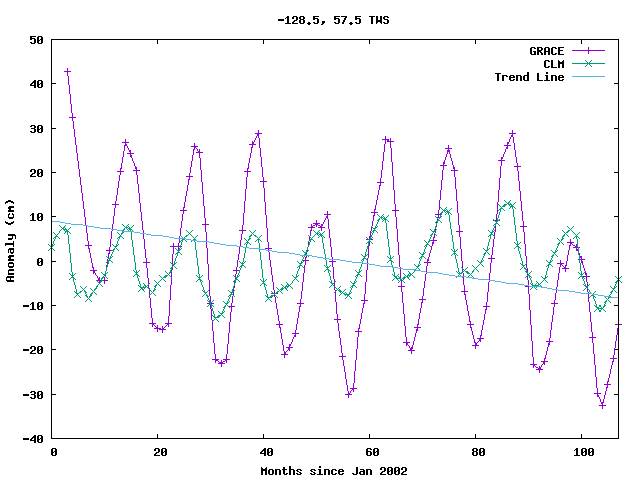 -128.5, 57.5 TWS
GRACE
CLM
Trend Line
50
40
30
20
10
0
-10
-20
-30
-40
Anomaly (cm)
0 20 40 60 80 100
Months since Jan 2002